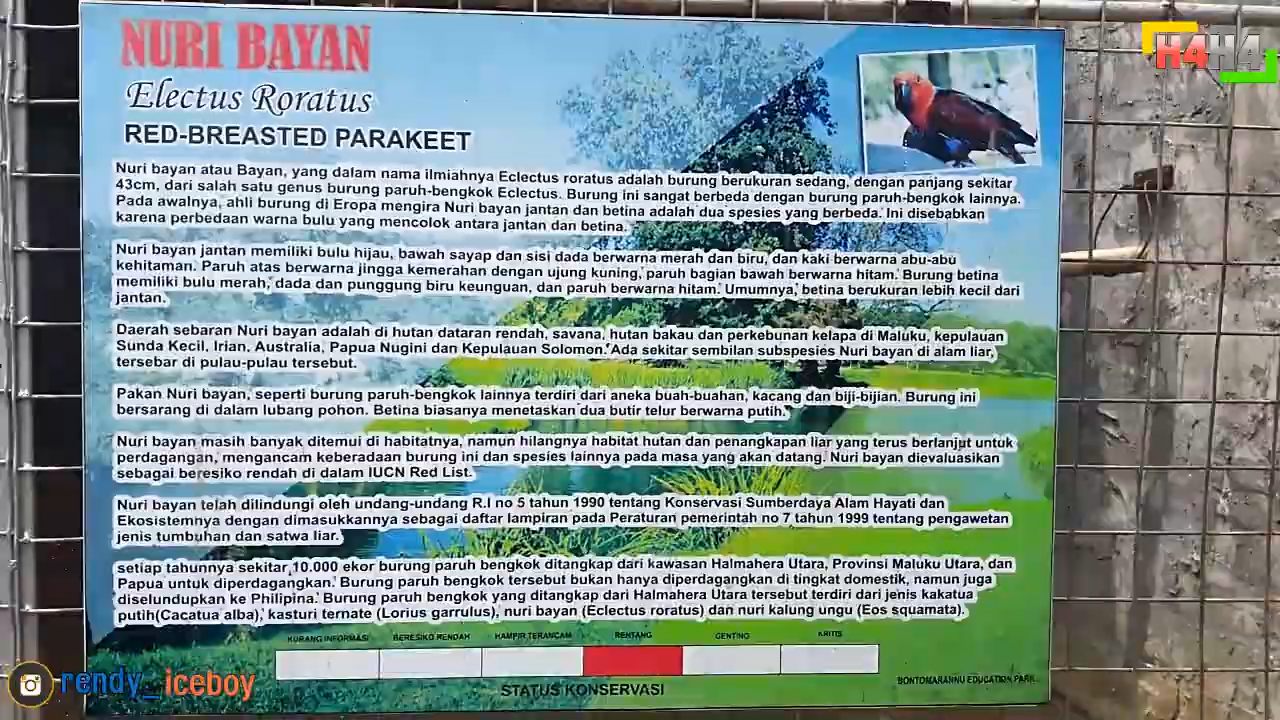 NURI BAYAN
Electus Roratus
RED-BREASTED PARAKEET
Nuri bayan atau Bayan, yang dalam nama ilmiahnya Eclectus roratus adalah burung berukuran sedang, dengan panjang sekitar
43cm, dari salah satu genus burung paruh-bengkok Eclectus. Burung ini sangat berbeda dengan burung paruh-bengkok lainnya.
Pada awalnya, ahli burung di Eropa mengira Nuri bayan jantan dan betina adalah dua spesies yang berbeda. Ini disebabkan
karena perbedaan warna bulu yang mencolok antara jantan dan betina.
Nuri bayan jantan memiliki bulu hijau, bawah sayap dan sisi dada berwarna merah dan biru, dan kaki berwarna abu-abu
kehitaman. Paruh atas berwarna jingga kemerahan dengan ujung kuning, paruh bagian bawah berwarna hitam. Burung betina
memiliki bulu merah, dada dan punggung biru keunguan, dan paruh berwarna hitam. Umumnya, betina berukuran lebih kecil dari
jantan.
Daerah sebaran Nuri bayan adalah di hutan dataran rendah, savana, hutan bakau dan perkebunan kelapa di Maluku, kepulauan
Sunda Kecil, Irian, Australia, Papua Nugini dan Kepulauan Solomon. Ada sekitar sembilan subspesies Nuri bayan di alam liar,
tersebar di pulau-pulau tersebut.
Pakan Nuri bayan, seperti burung paruh-bengkok lainnya terdiri dari aneka buah-buahan, kacang dan biji-bijian. Burung ini
bersarang di dalam lubang pohon. Betina biasanya menetaskan dua butir telur berwarna putih.
Nuri bayan masih banyak ditemui di habitatnya, namun hilangnya habitat hutan dan penangkapan liar yang terus berlanjut untuk
perdagangan, mengancam keberadaan burung ini dan spesies lainnya pada masa yang akan datang. Nuri bayan dievaluasikan
sebagai beresiko rendah di dalam IUCN Red List.
Nuri bayan telah dilindungi oleh undang-undang R.I no 5 tahun 1990 tentang Konservasi Sumberdaya Alam Hayati dan
Ekosistemnya dengan dimasukkannya sebagai daftar lampiran pada Peraturan pemerintah no 7 tahun 1999 tentang pengawetan
jenis tumbuhan dan satwa liar.
setiap tahunnya sekitar 10.000 ekor burung paruh bengkok ditangkap dari kawasan Halmahera Utara, Provinsi Maluku Utara, dan
Papua untuk diperdagangkan. Burung paruh bengkok tersebut bukan hanya diperdagangkan di tingkat domestik, namun juga
diselundupkan ke Philipina. Burung paruh bengkok yang ditangkap dari Halmahera Utara tersebut terdiri dari jenis kakatua
putih(Cacatua alba), kasturi ternate (Lorius garrulus), nuri bayan (Eclectus roratus) dan nuri kalung ungu (Eos squamata).
KURANG INFORMASI BERESIKO RENDAH HAMPIR TERANCAM RENTANG GENTING KRITIS
STATUS KONSERVASI
BONTOMARANNU EDUCATION PARK
H4H4
rendy_iceboy